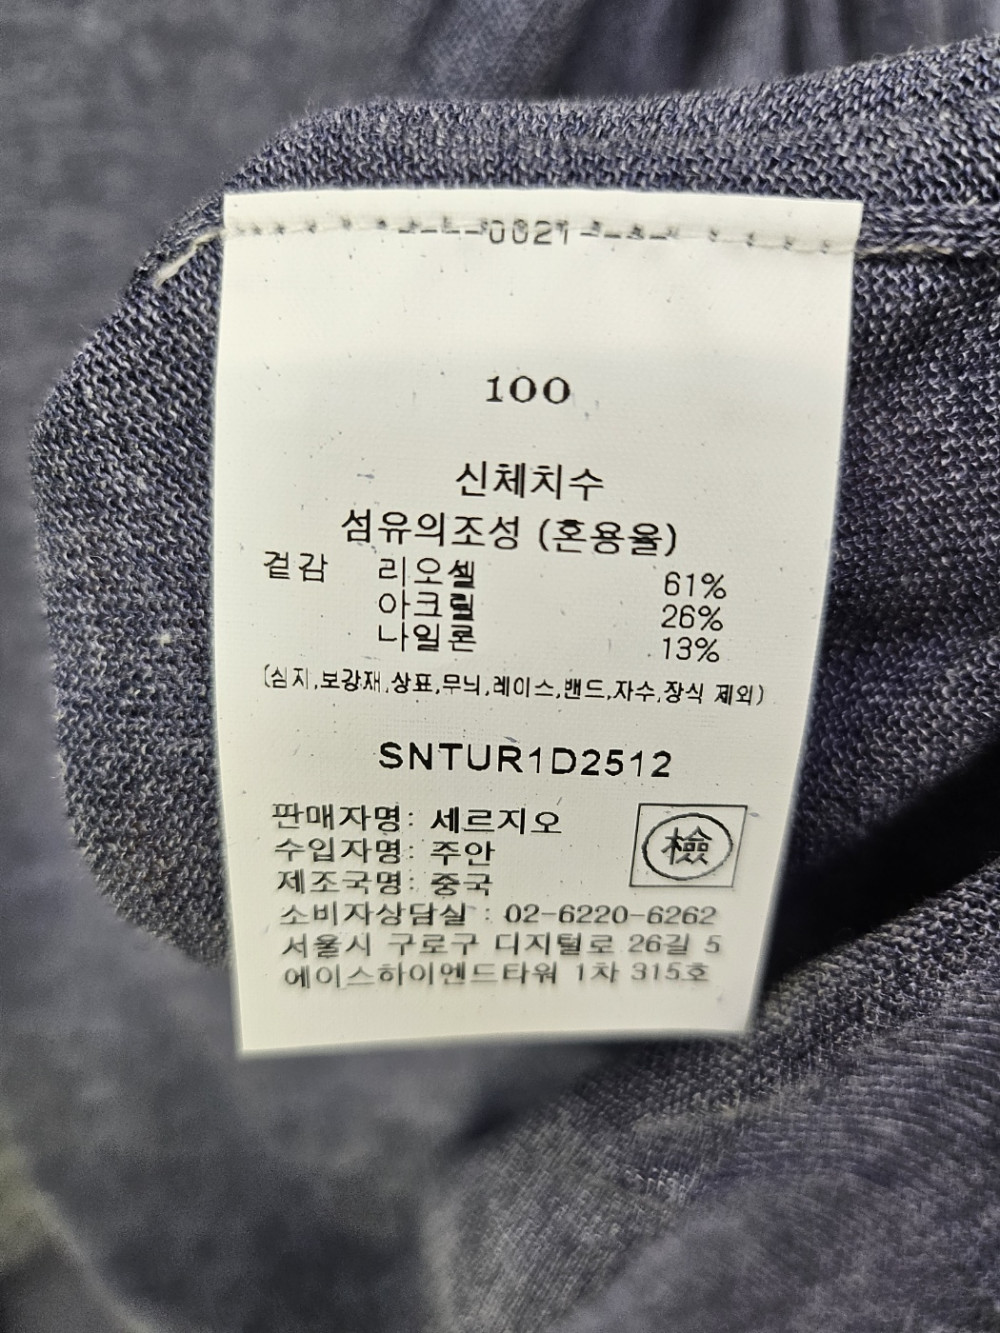 0021
100
신체치수
섬유의조성 (혼용율)
겉감 리오셀 61%
아크릴 26%
나일론 13%
(심지,보강재,상표,무늬,레이스,밴드,자수,장식 제외)
SNTUR1D2512
판매자명: 세르지오
수입자명: 주안
제조국명: 중국
檢
소비자상담실 : 02-6220-6262
서울시 구로구 디지털로 26길 5
에이스하이엔드타워 1차 315호